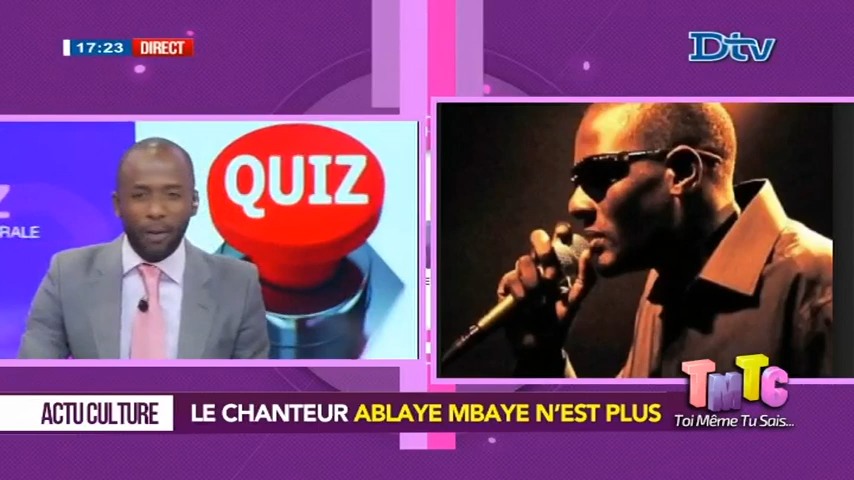 17:23 DIRECT
Dtv
QUIZ
Z
RALE
TMTC
Toi Même Tu Sais...
ACTU CULTURE
LE CHANTEUR ABLAYE MBAYE N'EST PLUS